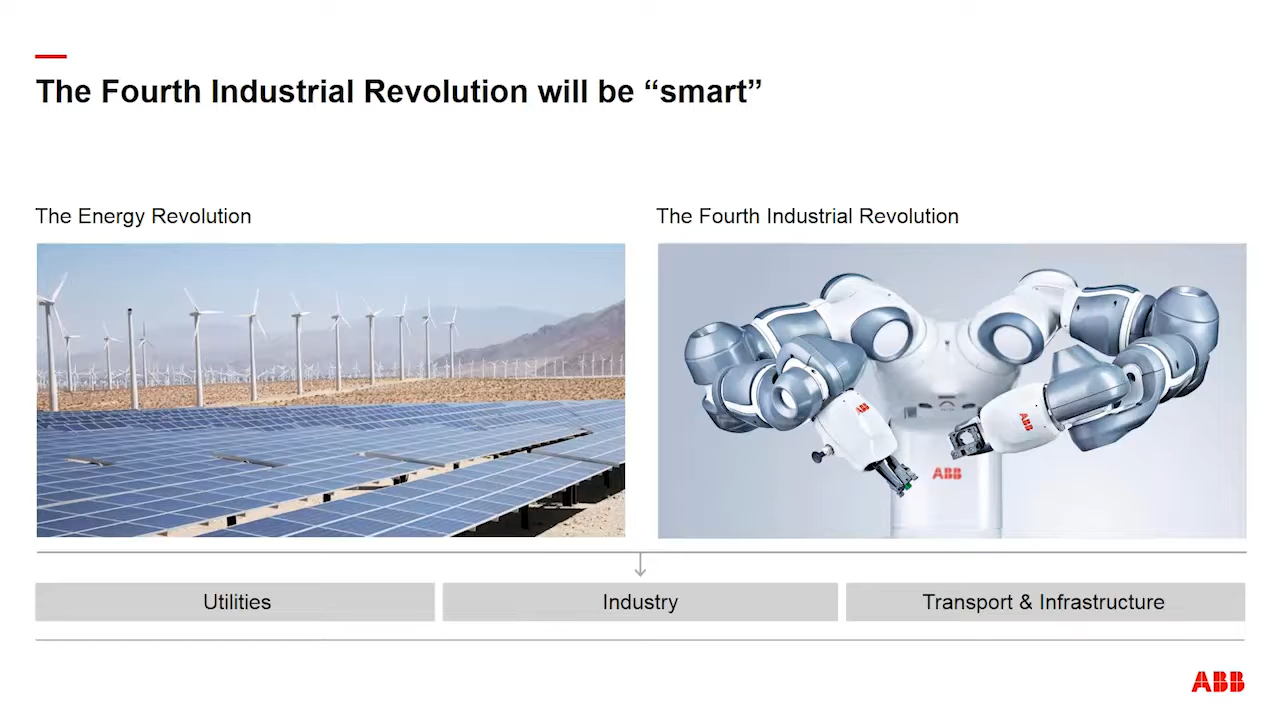 The Fourth Industrial Revolution will be “smart”
The Energy Revolution
The Fourth Industrial Revolution
ABB
ABB
ABB
Utilities
Industry
Transport & Infrastructure
ABB